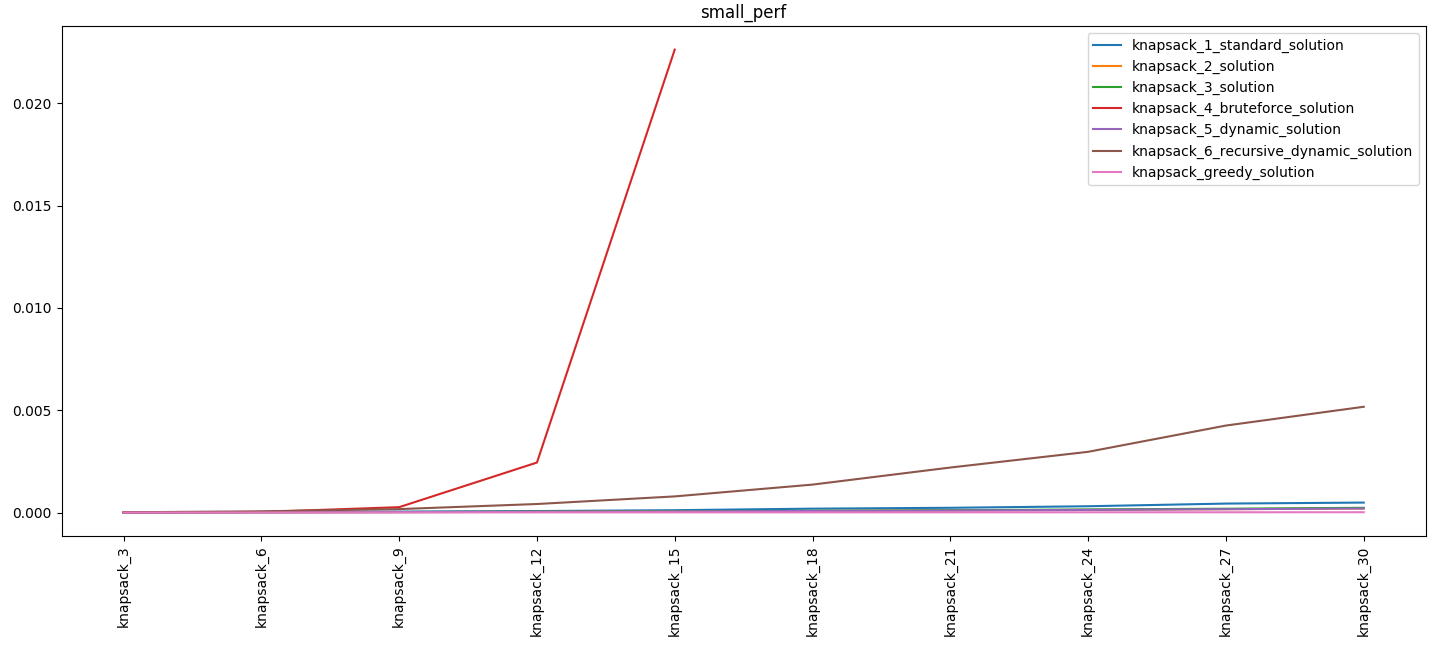 small_perf
knapsack_1_standard_solution
knapsack_2_solution
knapsack_3_solution
knapsack_4_bruteforce_solution
knapsack_5_dynamic_solution
knapsack_6_recursive_dynamic_solution
knapsack_greedy_solution
0.020
0.015
0.010
0.005
0.000
knapsack_3
knapsack_6
knapsack_9
knapsack_12
knapsack_15
knapsack_18
knapsack_21
knapsack_24
knapsack_27
knapsack_30